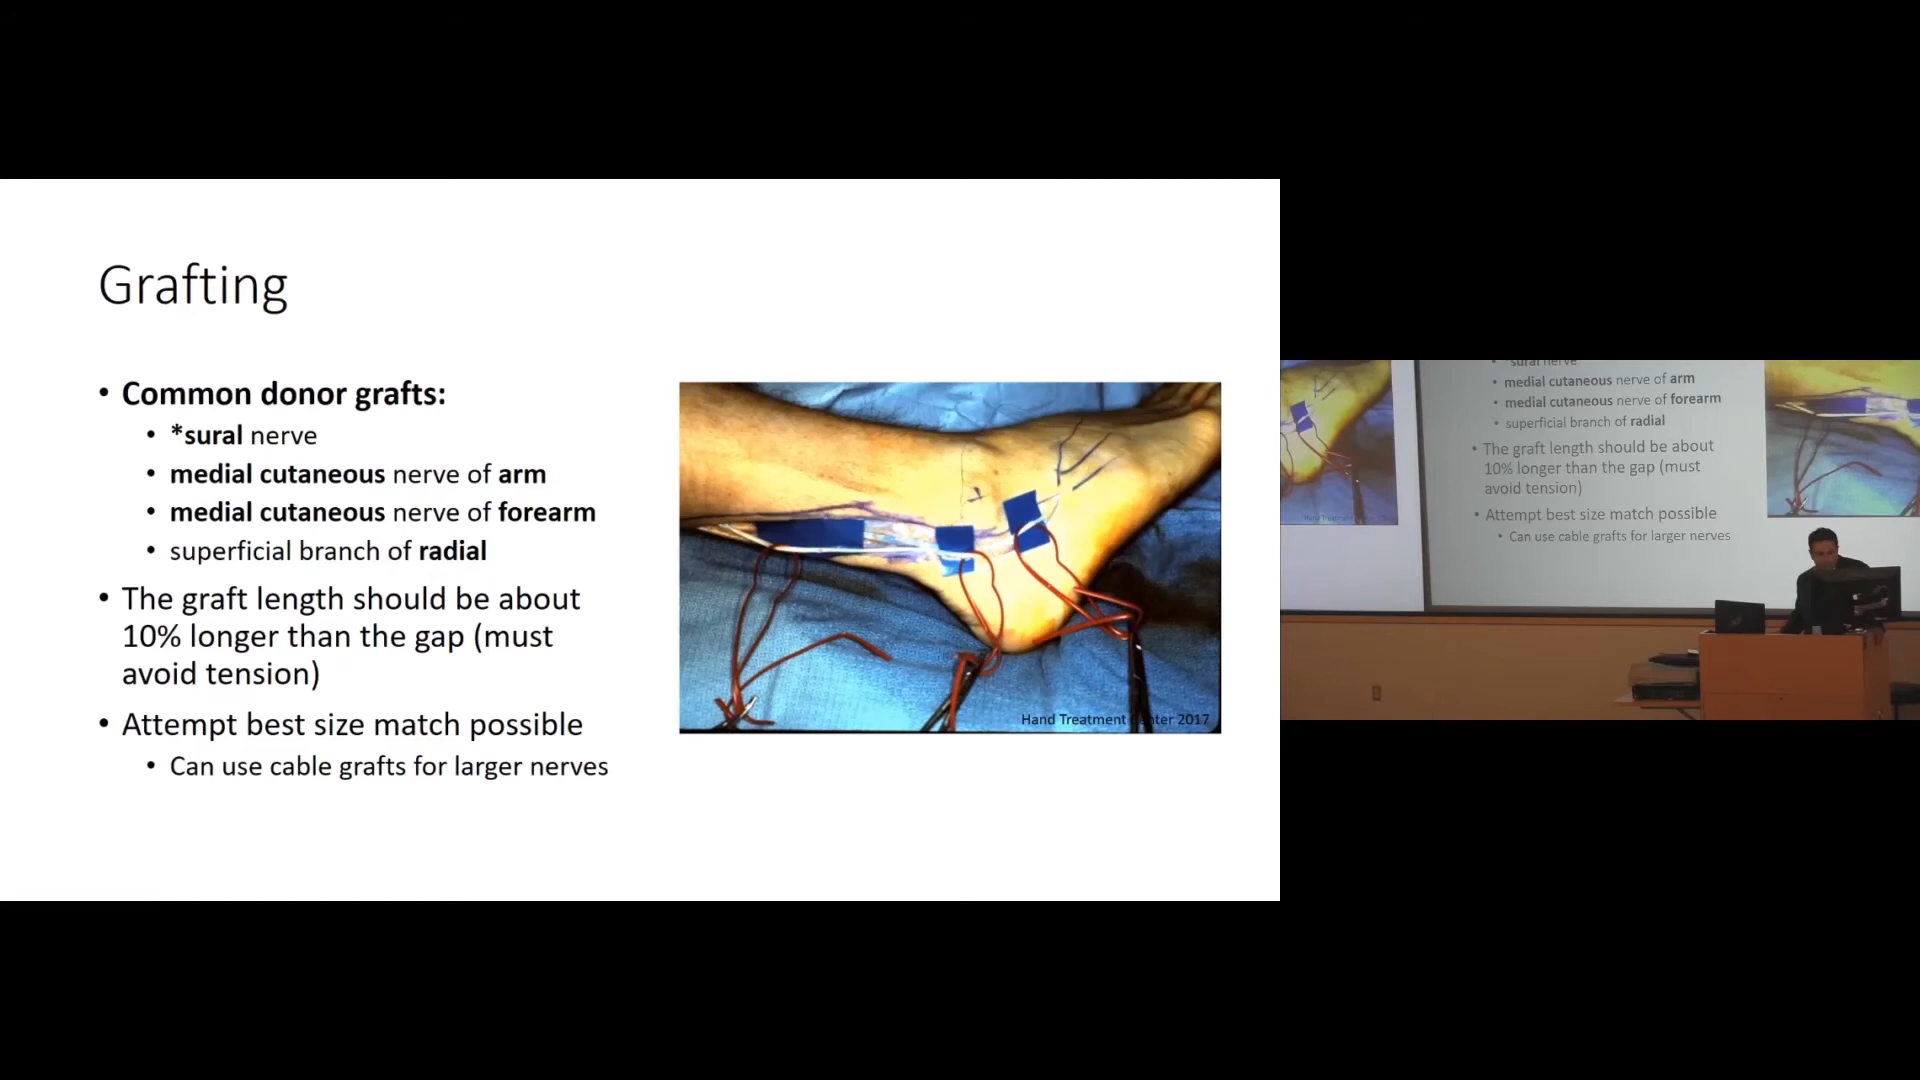 Grafting
• Common donor grafts:
• *sural nerve
• medial cutaneous nerve of arm
• medial cutaneous nerve of forearm
• superficial branch of radial
• The graft length should be about
10% longer than the gap (must
avoid tension)
• Attempt best size match possible
• Can use cable grafts for larger nerves
Hand Treatment Center 2017
• sural nerve
• medial cutaneous nerve of arm
• medial cutaneous nerve of forearm
• superficial branch of radial
• The graft length should be about
10% longer than the gap (must
avoid tension)
• Attempt best size match possible
• Can use cable grafts for larger nerves